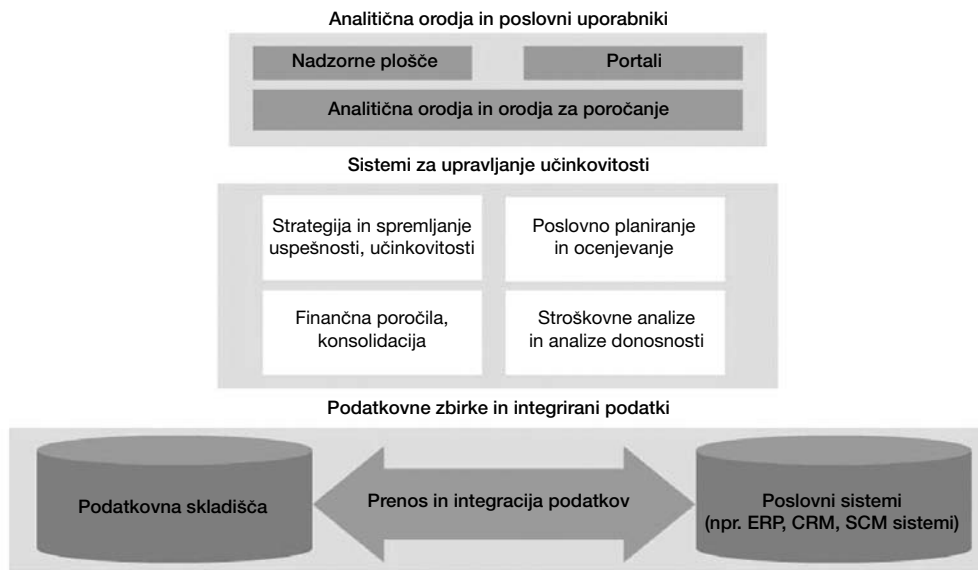 Analitična orodja in poslovni uporabniki
Nadzorne plošče
Portali
Analitična orodja in orodja za poročanje
Sistemi za upravljanje učinkovitosti
Strategija in spremljanje
uspešnosti, učinkovitosti
Poslovno planiranje
in ocenjevanje
Finančna poročila,
konsolidacija
Stroškovne analize
in analize donosnosti
Podatkovne zbirke in integrirani podatki
Podatkovna skladišča
Prenos in integracija podatkov
Poslovni sistemi
(npr. ERP, CRM, SCM sistemi)